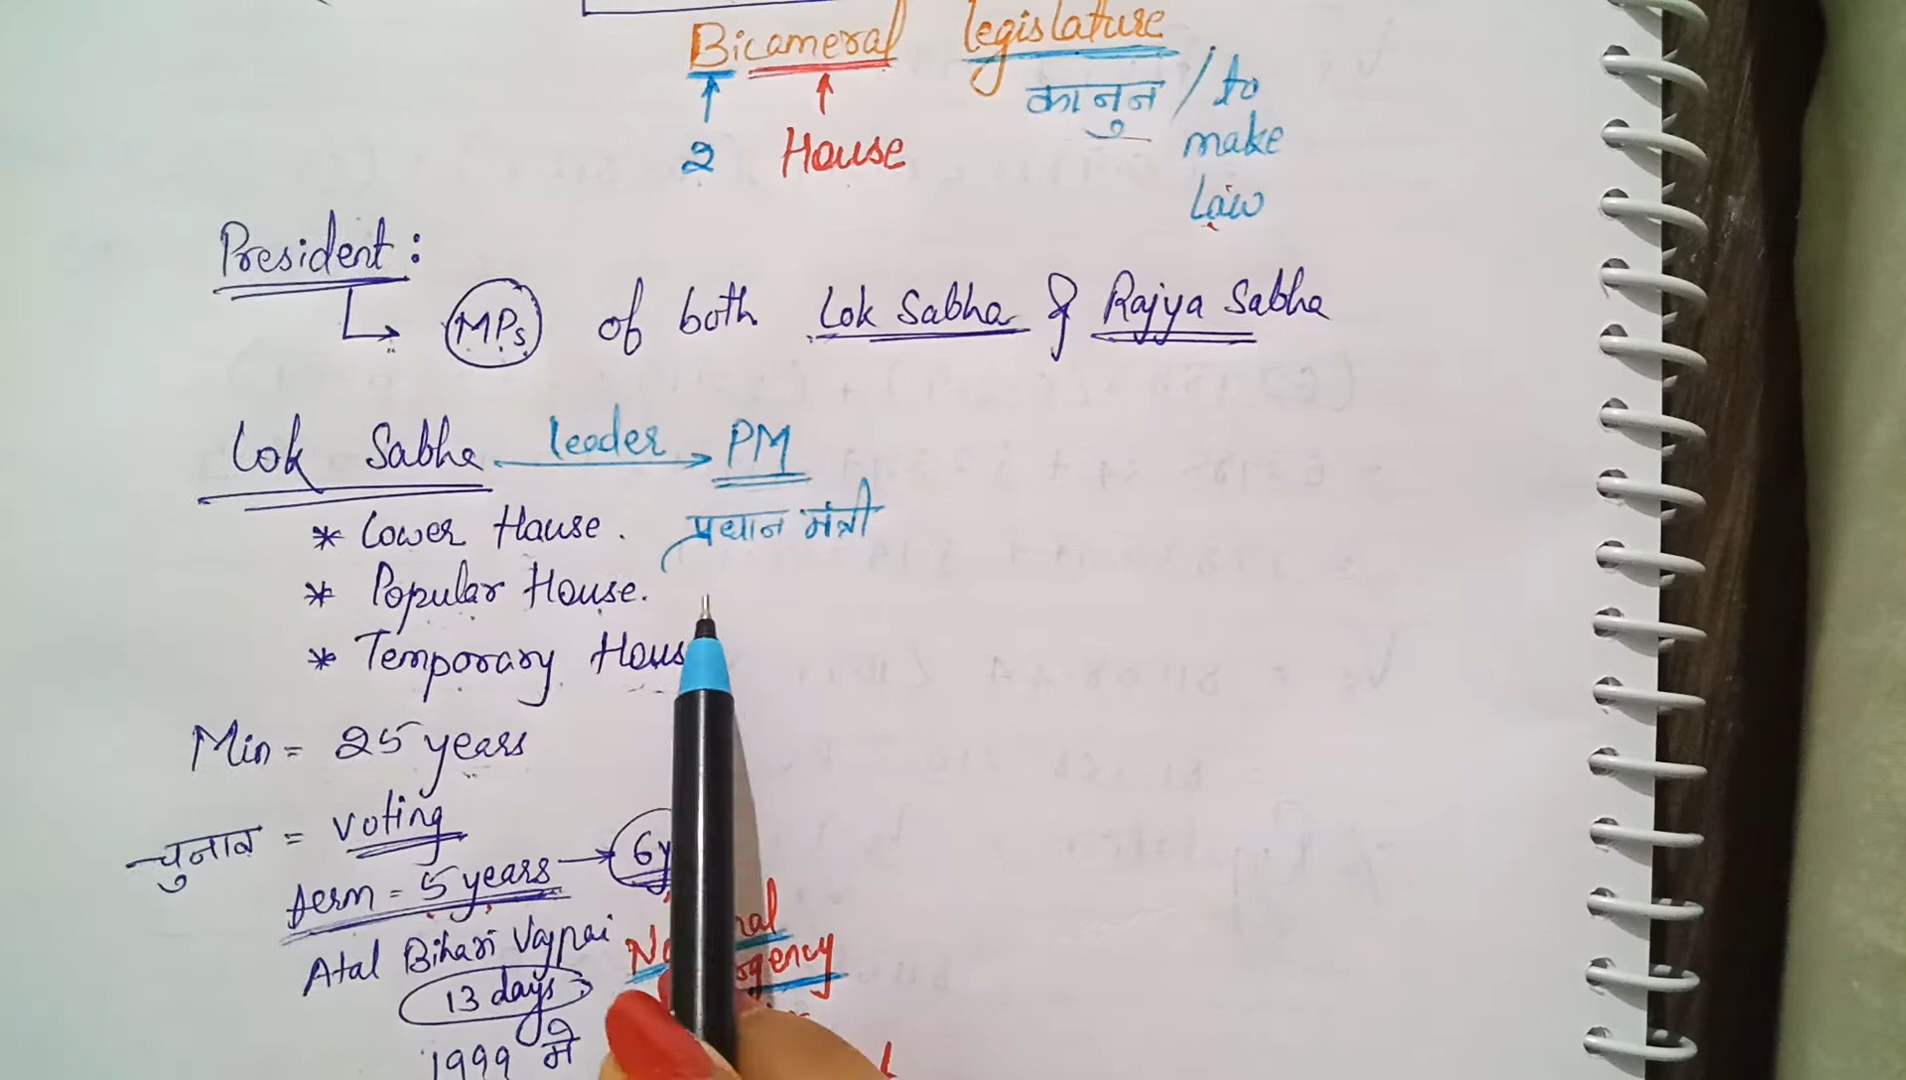 Bicameral legislature
2 House कानुन / to make law
President :
MPs of both Lok Sabha & Rajya Sabha
Lok Sabha leader PM
* Lower House. प्रधान मंत्री
* Popular House.
* Temporary Hous
Min = 25 years
चुनाव = voting
term = 5 years → 6y
Atal Bihari Vajpai
13 days
1999 में